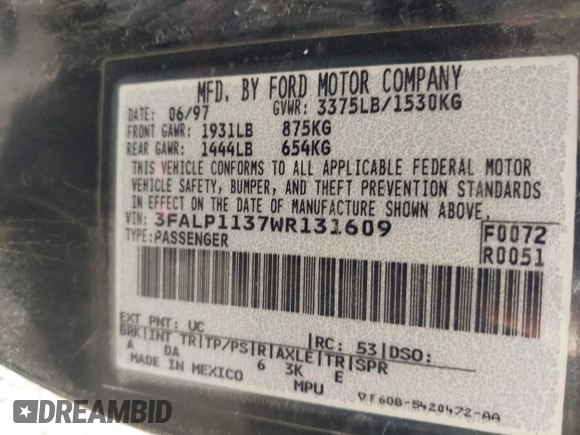 MFD. BY FORD MOTOR COMPANY
DATE: 06/97 GVWR: 3375LB/1530KG
FRONT GAWR: 1931LB 875KG
REAR GAWR: 1444LB 654KG
THIS VEHICLE CONFORMS TO ALL APPLICABLE FEDERAL MOTOR
VEHICLE SAFETY, BUMPER, AND THEFT PREVENTION STANDARDS
IN EFFECT ON THE DATE OF MANUFACTURE SHOWN ABOVE.
VIN: 3FALP1137WR131609 F0072
TYPE: PASSENGER R0051
EXT PNT: UC RC: 53 DSO:
BRK INT TR TP/PS R AXLE TR SPR
A DA 6 3K E
MADE IN MEXICO MPU ▽F60B-5420472-AA
DREAMBID